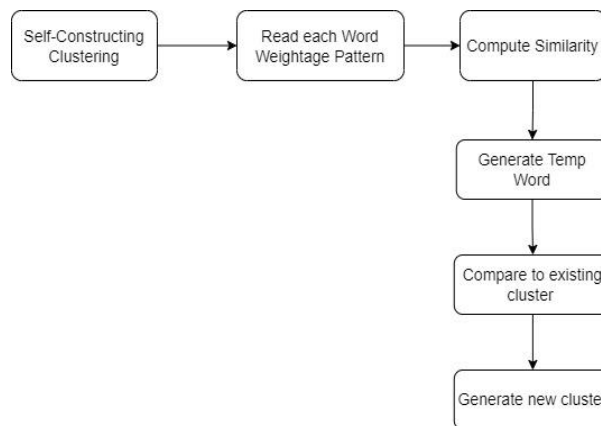 Self-Constructing
Clustering
Read each Word
Weightage Pattern
Compute Similarity
Generate Temp
Word
Compare to existing
cluster
Generate new cluste